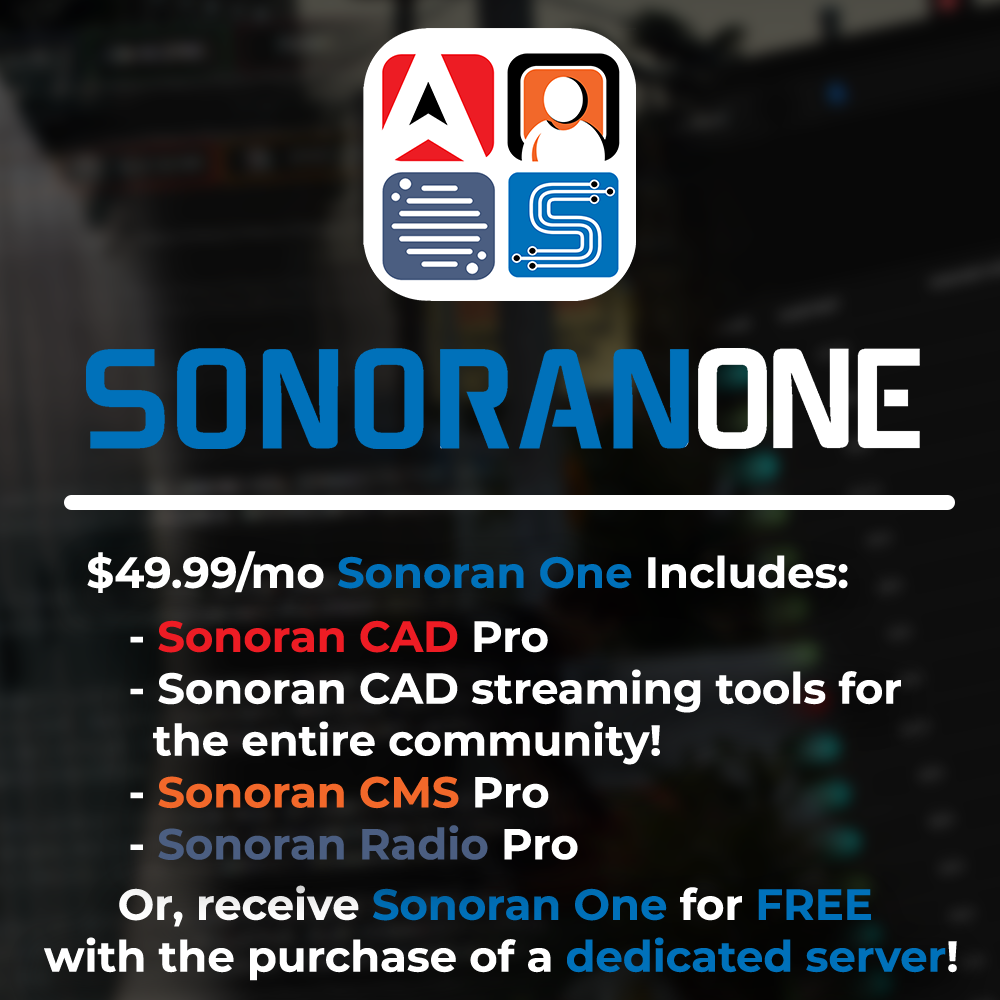 SONORANONE
$49.99/mo Sonoran One Includes:
- Sonoran CAD Pro
- Sonoran CAD streaming tools for
the entire community!
- Sonoran CMS Pro
- Sonoran Radio Pro
Or, receive Sonoran One for FREE
with the purchase of a dedicated server!